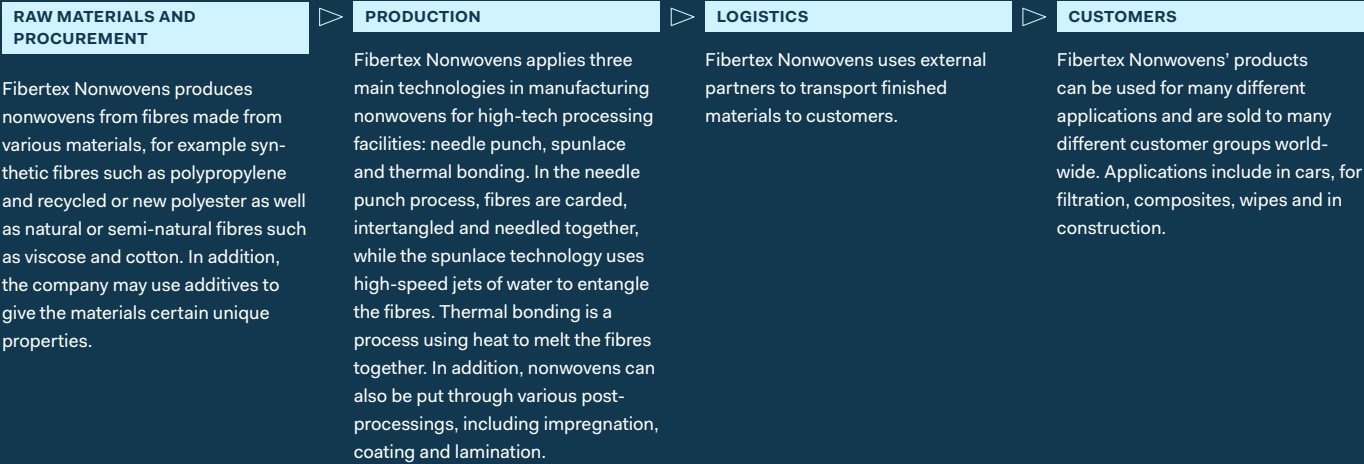 RAW MATERIALS AND
PROCUREMENT
Fibertex Nonwovens produces
nonwovens from fibres made from
various materials, for example syn-
thetic fibres such as polypropylene
and recycled or new polyester as well
as natural or semi-natural fibres such
as viscose and cotton. In addition,
the company may use additives to
give the materials certain unique
properties.
PRODUCTION
Fibertex Nonwovens applies three
main technologies in manufacturing
nonwovens for high-tech processing
facilities: needle punch, spunlace
and thermal bonding. In the needle
punch process, fibres are carded,
intertangled and needled together,
while the spunlace technology uses
high-speed jets of water to entangle
the fibres. Thermal bonding is a
process using heat to melt the fibres
together. In addition, nonwovens can
also be put through various post-
processings, including impregnation,
coating and lamination.
LOGISTICS
Fibertex Nonwovens uses external
partners to transport finished
materials to customers.
CUSTOMERS
Fibertex Nonwovens’ products
can be used for many different
applications and are sold to many
different customer groups world-
wide. Applications include in cars, for
filtration, composites, wipes and in
construction.